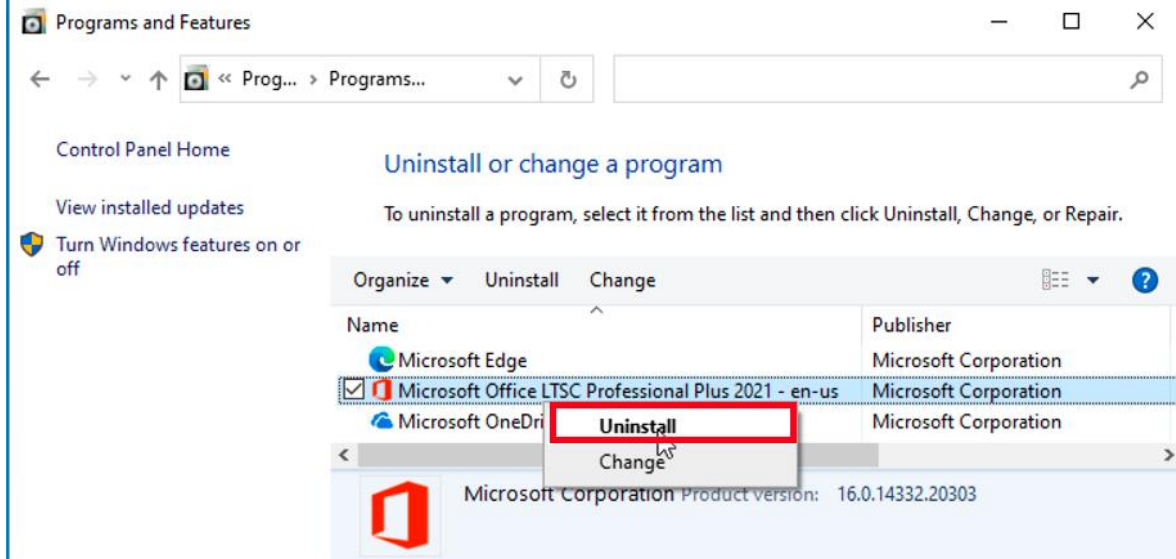 Programs and Features
« Prog... › Programs...
Control Panel Home
Uninstall or change a program
View installed updates
To uninstall a program, select it from the list and then click Uninstall, Change, or Repair.
Turn Windows features on or
off
Organize Uninstall Change
?
Name Publisher
Microsoft Edge Microsoft Corporation
Microsoft Office LTSC Professional Plus 2021 - en-us Microsoft Corporation
Microsoft OneDri Microsoft Corporation
Uninstall
Change
Microsoft Corporation Product version: 16.0.14332.20303